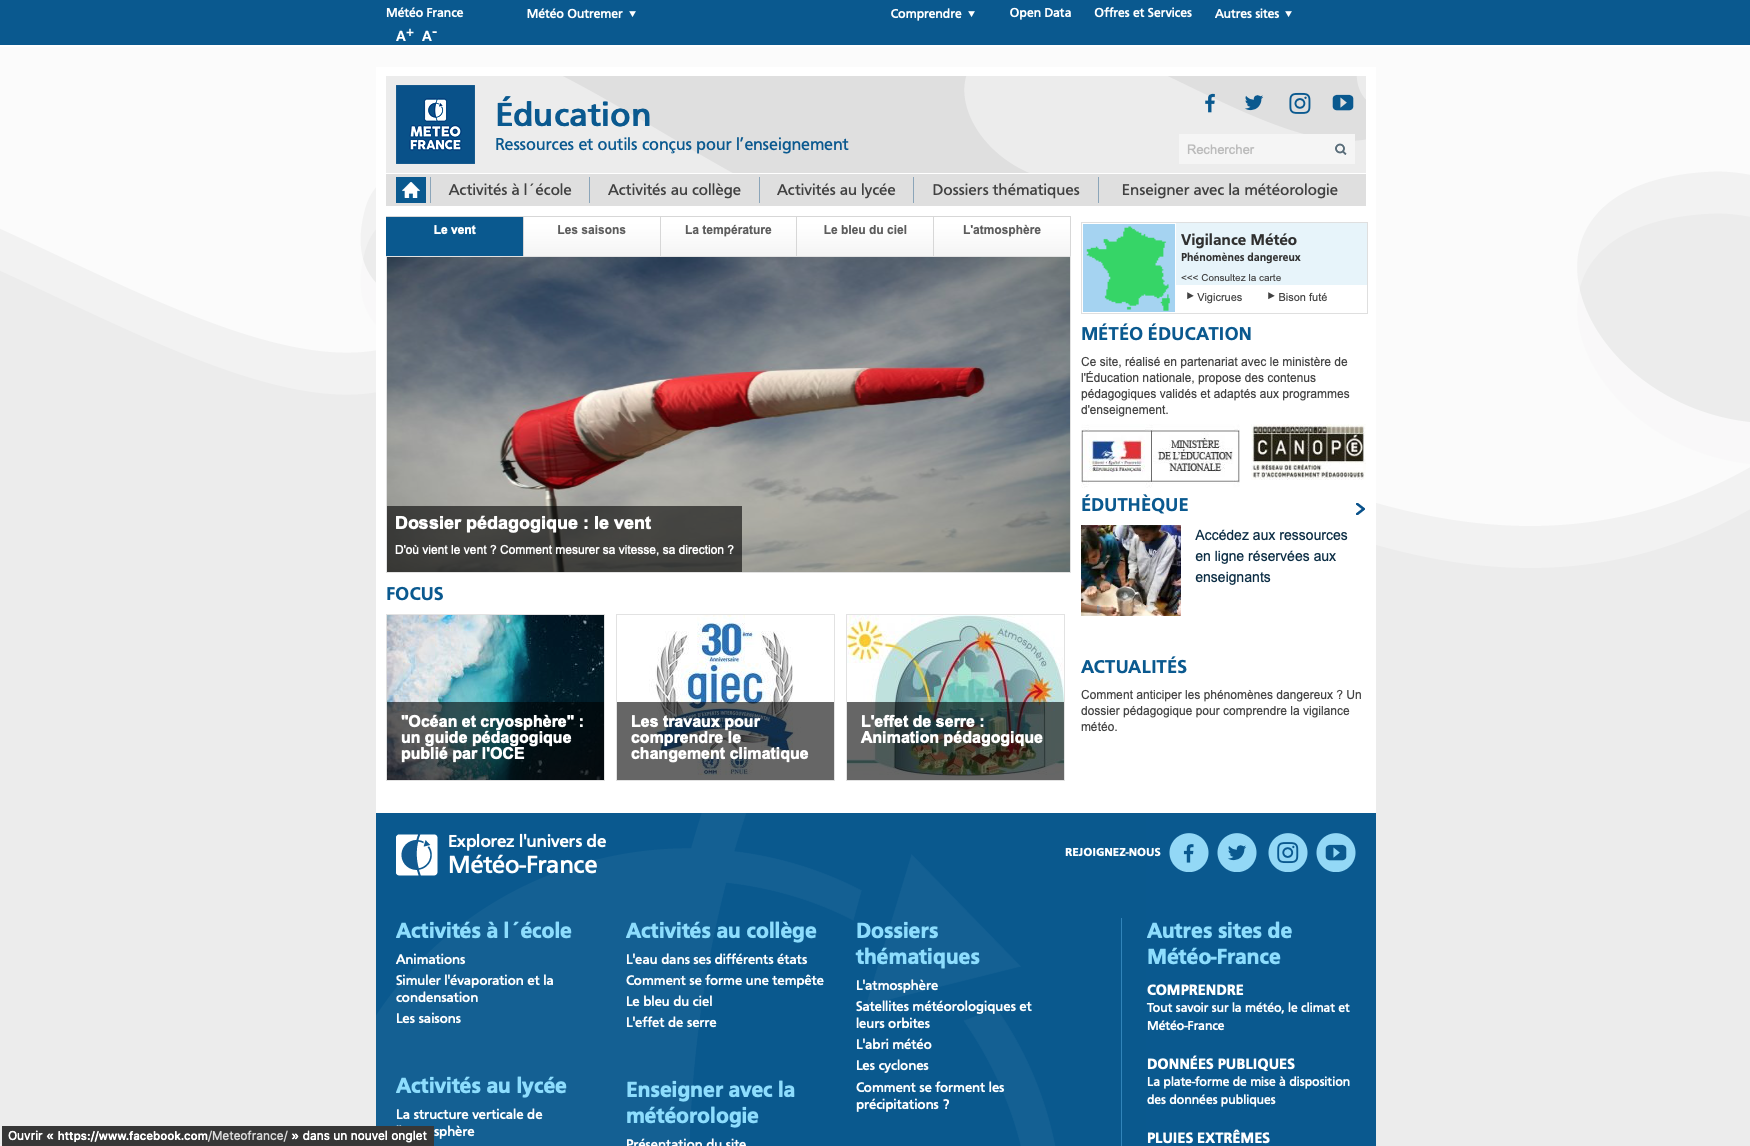 Météo France
Météo Outremer ▼
Comprendre ▼
Open Data
Offres et Services
Autres sites ▼
A+ A-
METEO
FRANCE
Éducation
Ressources et outils conçus pour l'enseignement
Rechercher
Activités à l´école
Activités au collège
Activités au lycée
Dossiers thématiques
Enseigner avec la météorologie
Le vent
Les saisons
La température
Le bleu du ciel
L'atmosphère
Dossier pédagogique : le vent
D'où vient le vent ? Comment mesurer sa vitesse, sa direction ?
Vigilance Météo
Phénomènes dangereux
<<< Consultez la carte
Vigicrues
Bison futé
MÉTÉO ÉDUCATION
Ce site, réalisé en partenariat avec le ministère de
l'Éducation nationale, propose des contenus
pédagogiques validés et adaptés aux programmes
d'enseignement.
MINISTÈRE
DE L'ÉDUCATION
NATIONALE
RÉPUBLIQUE FRANÇAISE
CANOPÉ
LE RÉSEAU DE CRÉATION
ET D'ACCOMPAGNEMENT PÉDAGOGIQUES
ÉDUTHÈQUE
Accédez aux ressources
en ligne réservées aux
enseignants
ACTUALITÉS
Comment anticiper les phénomènes dangereux ? Un
dossier pédagogique pour comprendre la vigilance
météo.
FOCUS
"Océan et cryosphère" :
un guide pédagogique
publié par l'OCE
30ème
Anniversaire
giec
Les travaux pour
comprendre le
changement climatique
OMM PNUE
Atmosphère
L'effet de serre :
Animation pédagogique
Explorez l'univers de
Météo-France
REJOIGNEZ-NOUS
Activités à l´école
Animations
Simuler l'évaporation et la
condensation
Les saisons
Activités au lycée
La structure verticale de
sphère
Activités au collège
L'eau dans ses différents états
Comment se forme une tempête
Le bleu du ciel
L'effet de serre
Enseigner avec la
météorologie
Présentation du site
Dossiers
thématiques
L'atmosphère
Satellites météorologiques et
leurs orbites
L'abri météo
Les cyclones
Comment se forment les
précipitations ?
Autres sites de
Météo-France
COMPRENDRE
Tout savoir sur la météo, le climat et
Météo-France
DONNÉES PUBLIQUES
La plate-forme de mise à disposition
des données publiques
PLUIES EXTRÊMES
Ouvrir « https://www.facebook.com/Meteofrance/ » dans un nouvel onglet